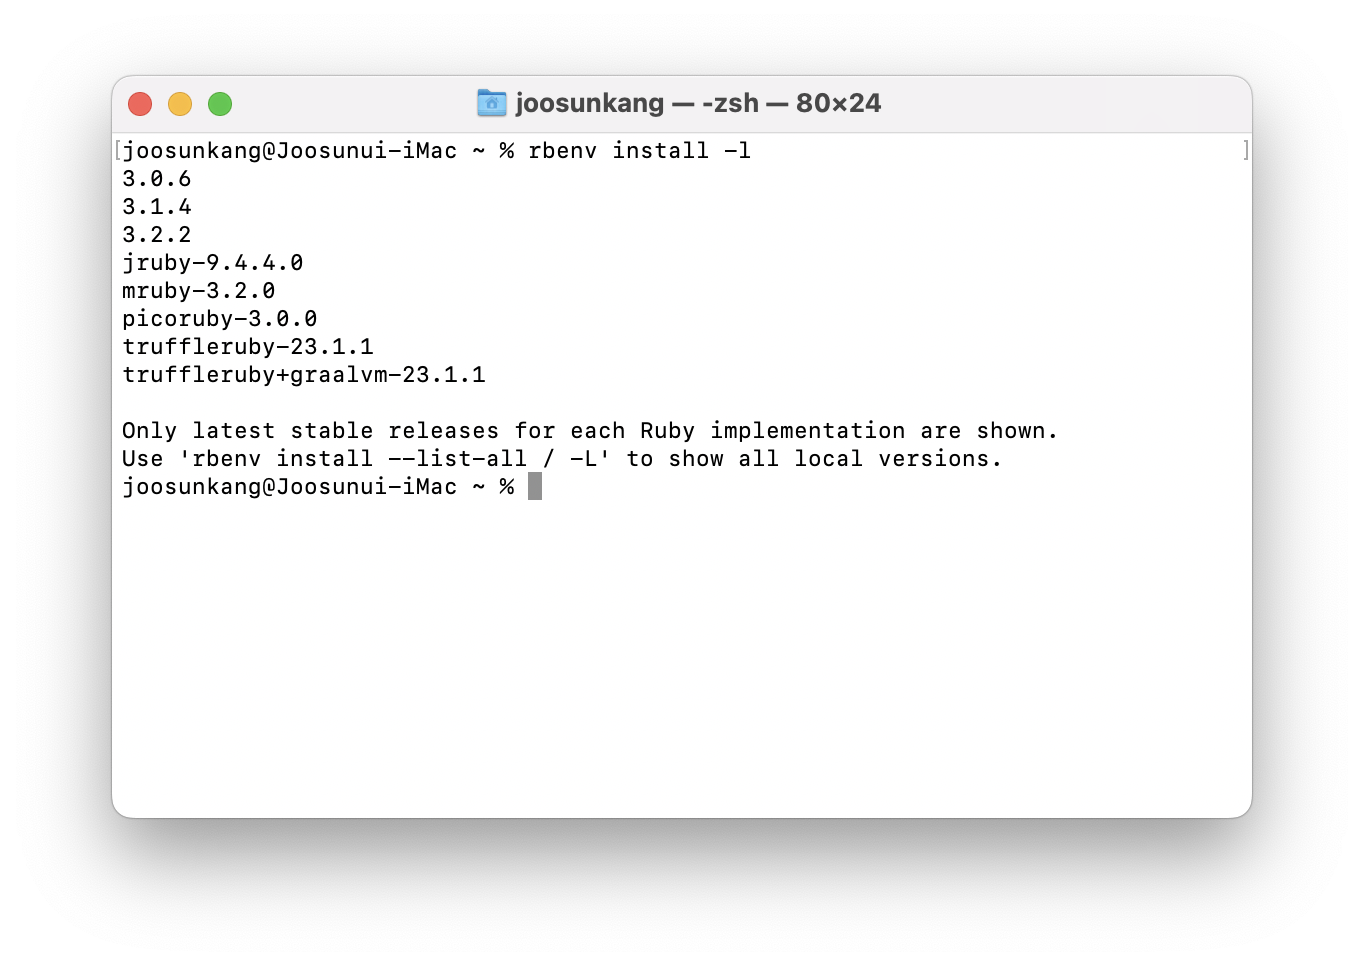 joosunkang — -zsh — 80×24
[joosunkang@Joosunui-iMac ~ % rbenv install -l ]
3.0.6
3.1.4
3.2.2
jruby-9.4.4.0
mruby-3.2.0
picoruby-3.0.0
truffleruby-23.1.1
truffleruby+graalvm-23.1.1
Only latest stable releases for each Ruby implementation are shown.
Use 'rbenv install --list-all / -L' to show all local versions.
joosunkang@Joosunui-iMac ~ %